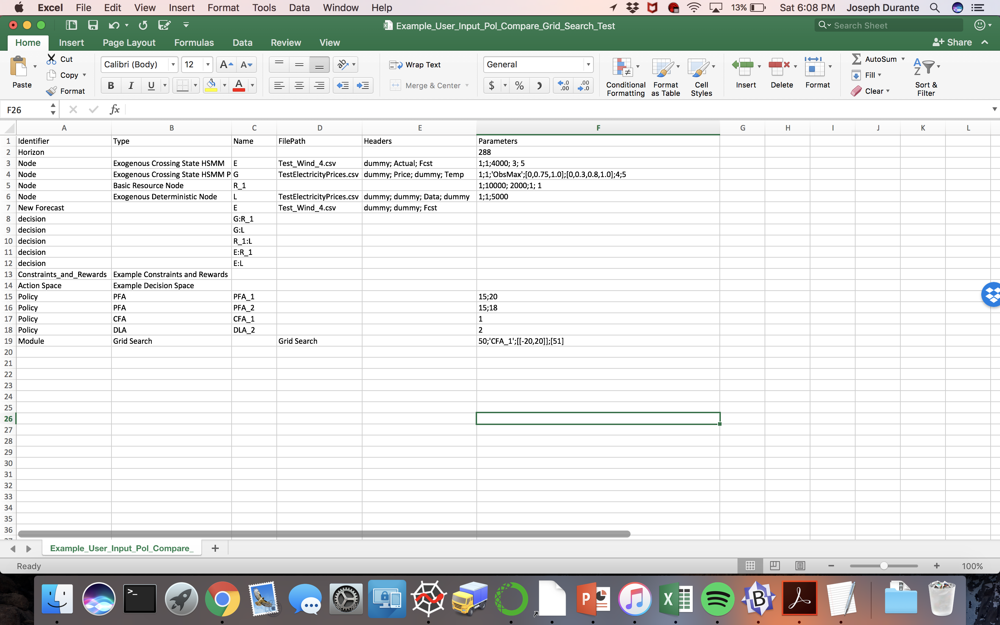 Excel File Edit View Insert Format Tools Data Window Help 13% Sat 6:08 PM Joseph Durante
Example_User_Input_Pol_Compare_Grid_Search_Test Search Sheet
Home Insert Page Layout Formulas Data Review View Share
Paste Cut Copy Format
Calibri (Body) 12
B I U A
Wrap Text
Merge & Center
General
$ %
Conditional Formatting Format as Table Cell Styles Insert Delete Format
AutoSum
Fill
Clear
Sort & Filter
F26 fx
A B C D E F G H I J K L
1 Identifier Type Name FilePath Headers Parameters
2 Horizon 288
3 Node Exogenous Crossing State HSMM E Test_Wind_4.csv dummy; Actual; Fcst 1;1;4000; 3; 5
4 Node Exogenous Crossing State HSMM P G TestElectricityPrices.csv dummy; Price; dummy; Temp 1;1;'ObsMax';[0,0.75,1.0];[0,0.3,0.8,1.0];4;5
5 Node Basic Resource Node R_1 1;10000; 2000;1; 1
6 Node Exogenous Deterministic Node L TestElectricityPrices.csv dummy; dummy; Data; dummy 1;1;5000
7 New Forecast E Test_Wind_4.csv dummy; dummy; Fcst
8 decision G:R_1
9 decision G:L
10 decision R_1:L
11 decision E:R_1
12 decision E:L
13 Constraints_and_Rewards Example Constraints and Rewards
14 Action Space Example Decision Space
15 Policy PFA PFA_1 15;20
16 Policy PFA PFA_2 15;18
17 Policy CFA CFA_1 1
18 Policy DLA DLA_2 2
19 Module Grid Search Grid Search 50;'CFA_1';[[-20,20]];[51]
20
21
22
23
24
25
26
27
28
29
30
31
32
33
34
35
36
Example_User_Input_Pol_Compare_ +
Ready 100%